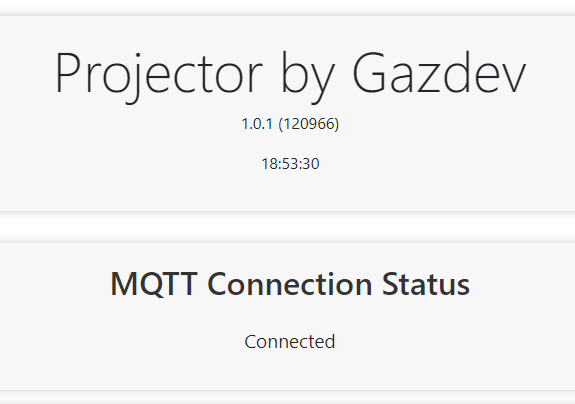 Projector by Gazdev
1.0.1 (120966)
18:53:30
MQTT Connection Status
Connected